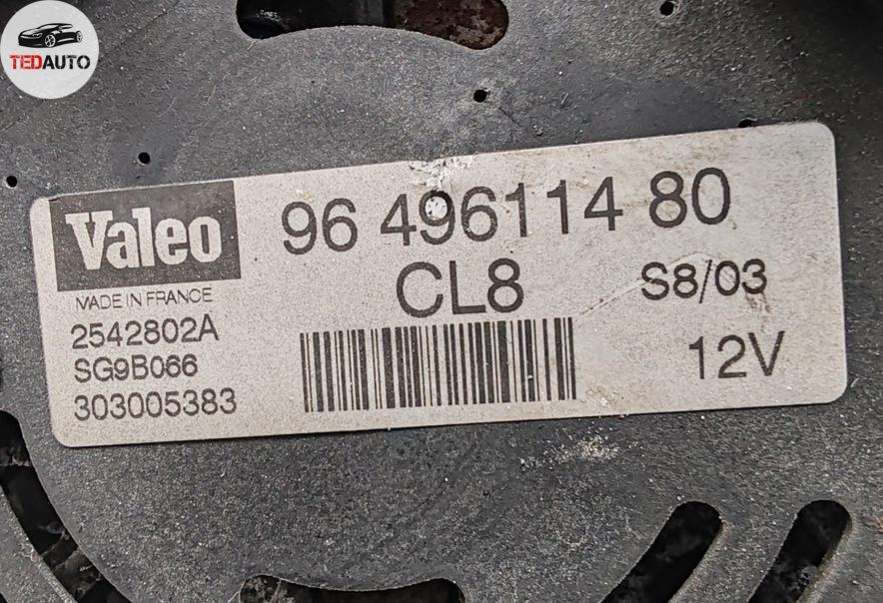 TEDAUTO
Valeo
96 496114 80
CL8
S8/03
MADE IN FRANCE
2542802A
SG9B066
303005383
12V